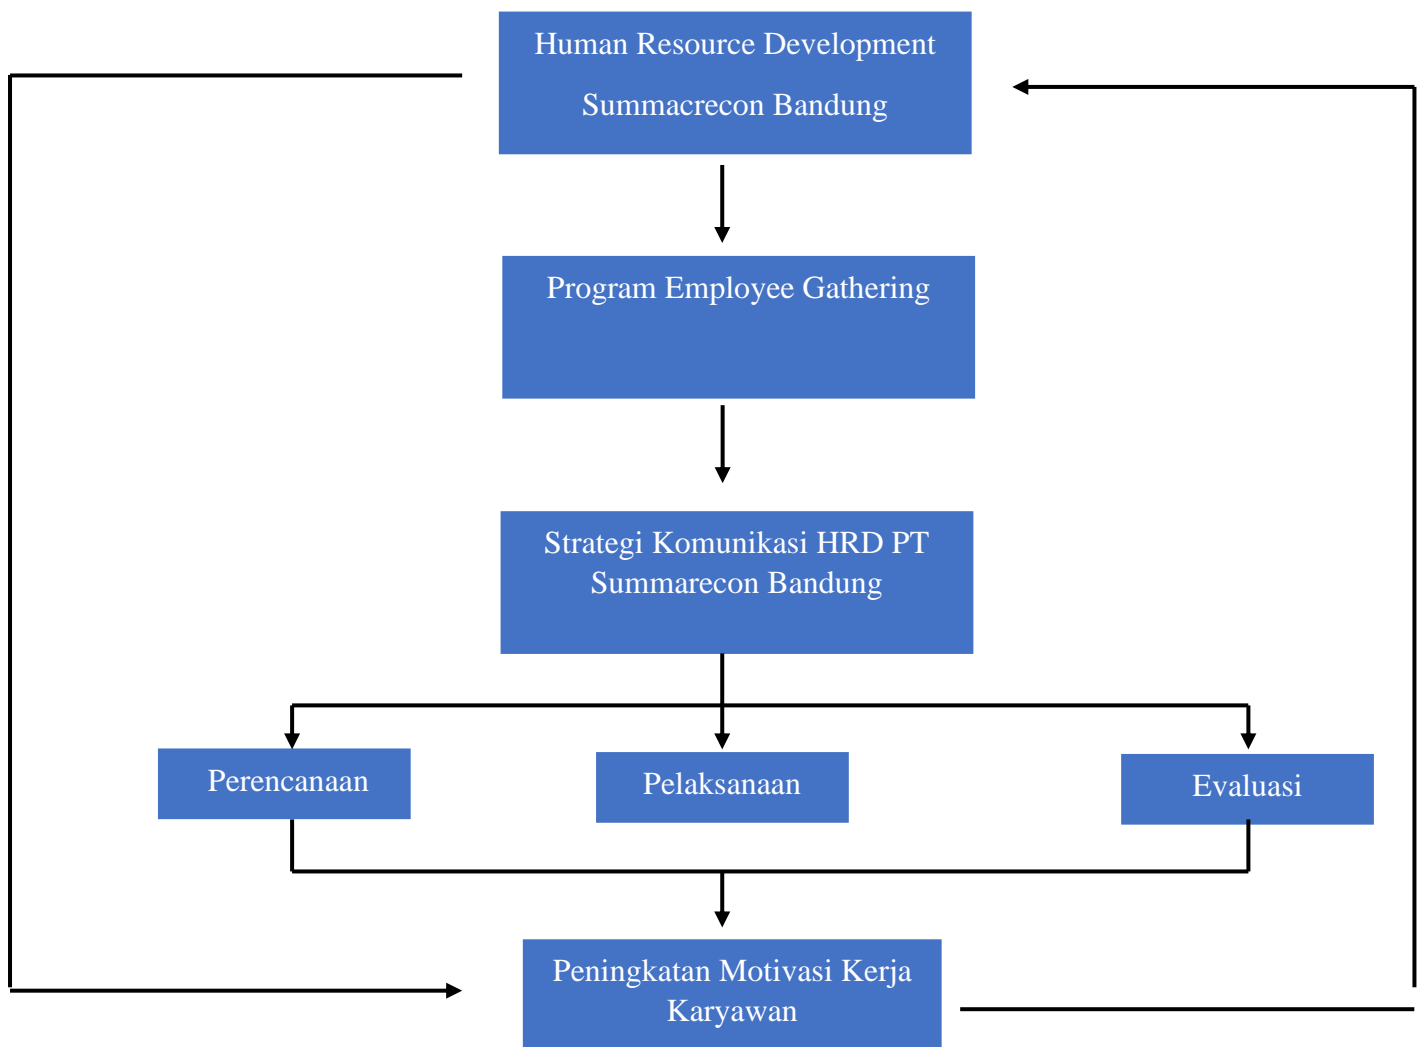 Human Resource Development
Summacrecon Bandung
Program Employee Gathering
Strategi Komunikasi HRD PT
Summarecon Bandung
Perencanaan
Pelaksanaan
Evaluasi
Peningkatan Motivasi Kerja
Karyawan